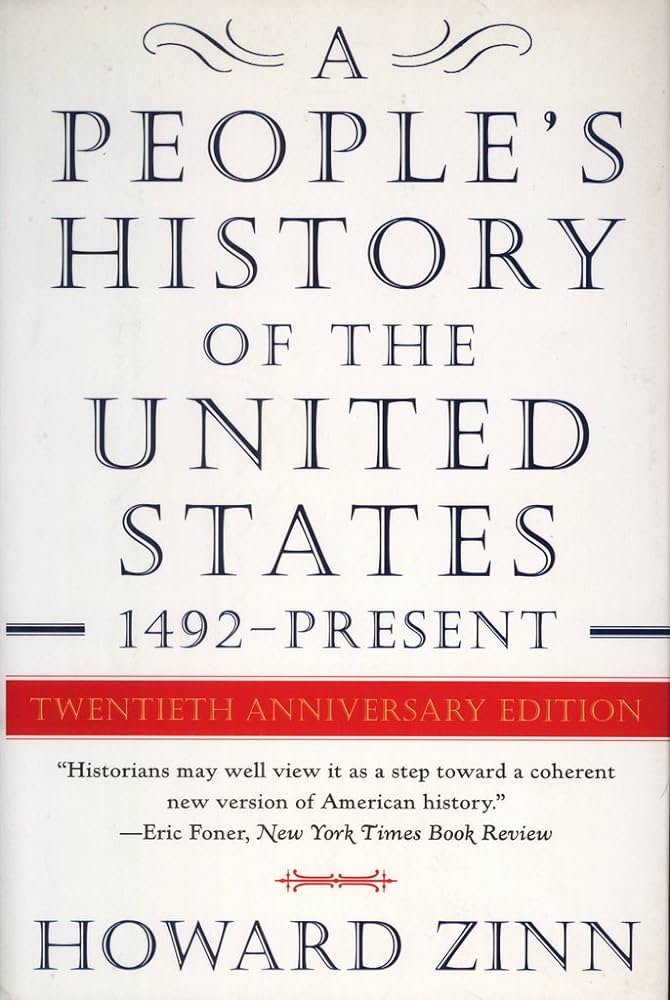 A
PEOPLE'S
HISTORY
OF THE
UNITED
STATES
1492–PRESENT
TWENTIETH ANNIVERSARY EDITION
“Historians may well view it as a step toward a coherent
new version of American history.”
—Eric Foner, New York Times Book Review
HOWARD ZINN